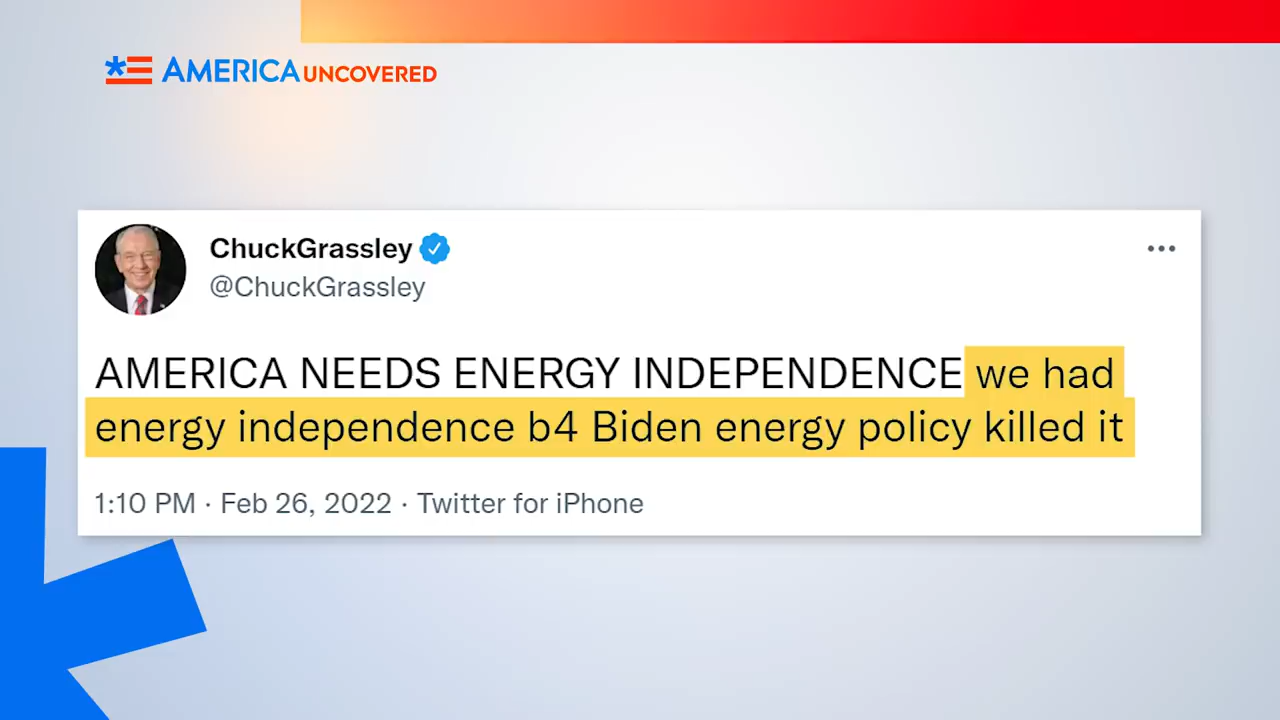 AMERICA UNCOVERED
ChuckGrassley
@ChuckGrassley
AMERICA NEEDS ENERGY INDEPENDENCE we had
energy independence b4 Biden energy policy killed it
1:10 PM · Feb 26, 2022 · Twitter for iPhone